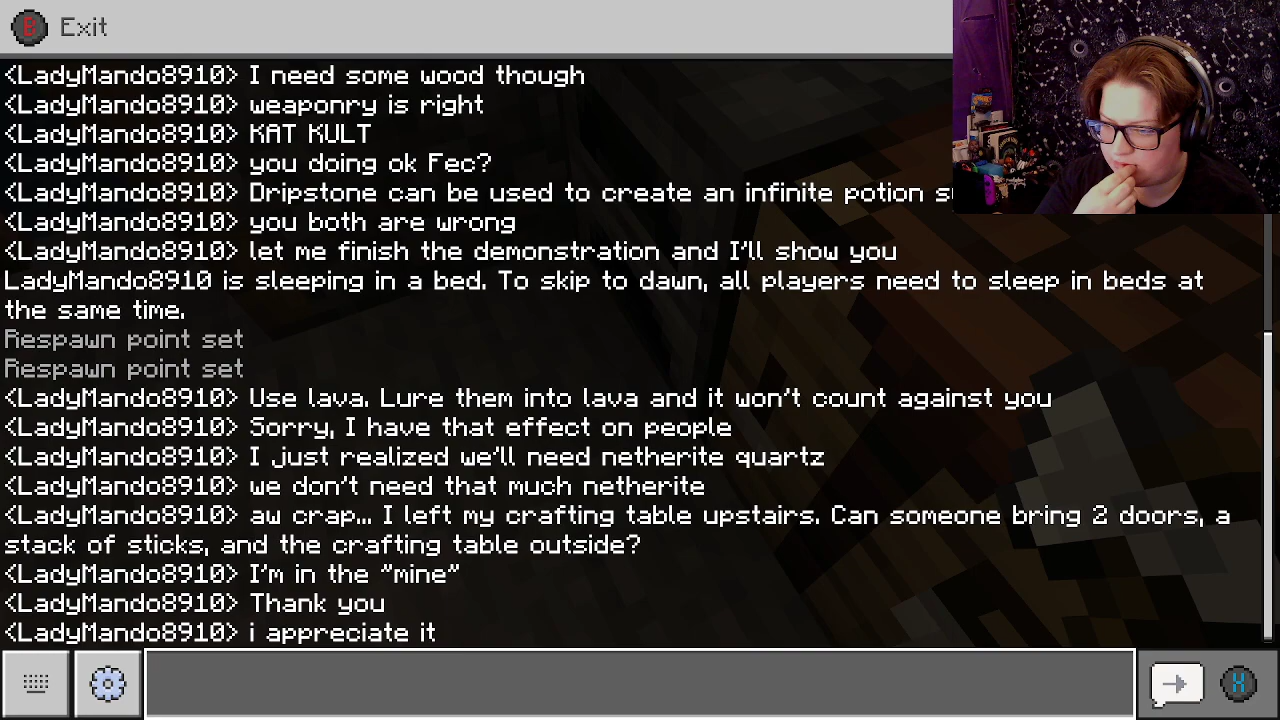 B Exit
<LadyMando8910> I need some wood though
<LadyMando8910> weaponry is right
<LadyMando8910> KAT KULT
<LadyMando8910> you doing ok Fec?
<LadyMando8910> Dripstone can be used to create an infinite potion
<LadyMando8910> you both are wrong
<LadyMando8910> let me finish the demonstration and I'll show you
LadyMando8910 is sleeping in a bed. To skip to dawn, all players need to sleep in beds at
the same time.
Respawn point set
Respawn point set
<LadyMando8910> Use lava. Lure them into lava and it won't count against you
<LadyMando8910> Sorry, I have that effect on people
<LadyMando8910> I just realized we'll need netherite quartz
<LadyMando8910> we don't need that much netherite
<LadyMando8910> aw crap... I left my crafting table upstairs. Can someone bring 2 doors, a
stack of sticks, and the crafting table outside?
<LadyMando8910> I'm in the "mine"
<LadyMando8910> Thank you
<LadyMando8910> i appreciate it
X